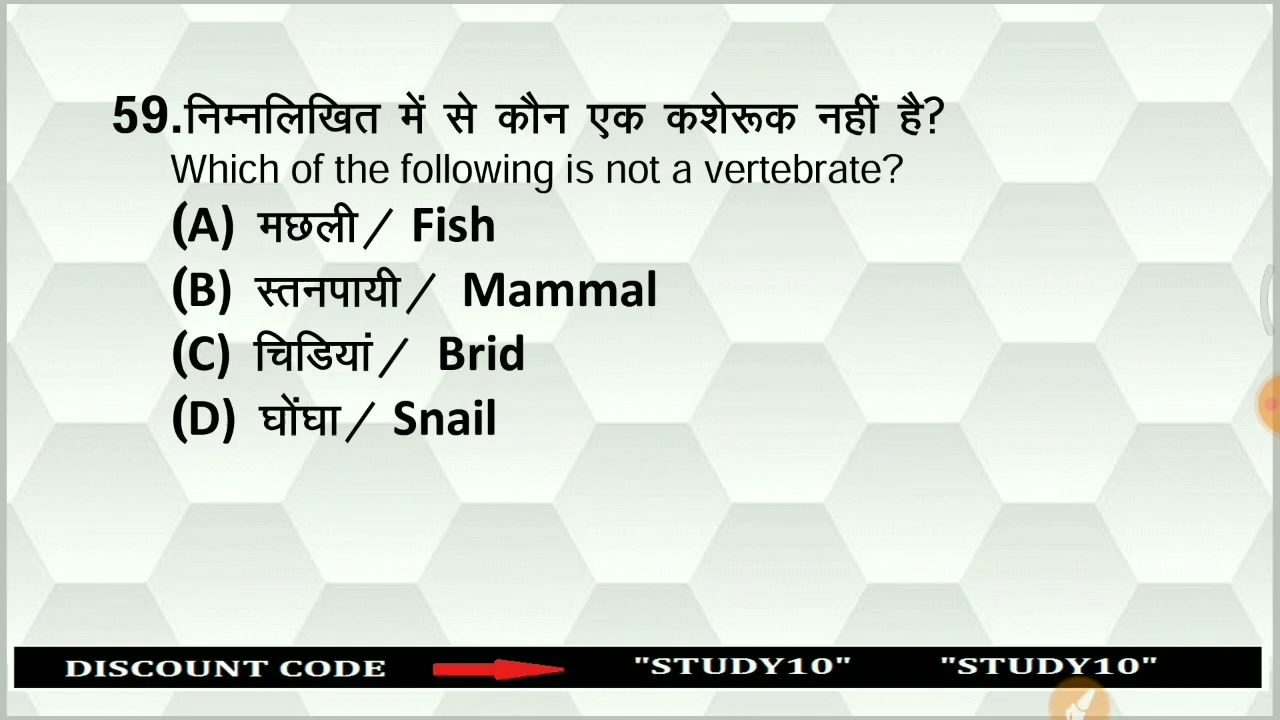 59.निम्नलिखित में से कौन एक कशेरूक नहीं है?
Which of the following is not a vertebrate?
(A) मछली/ Fish
(B) स्तनपायी/ Mammal
(C) चिडियां/ Brid
(D) घोंघा/ Snail
DISCOUNT CODE "STUDY10" "STUDY10"